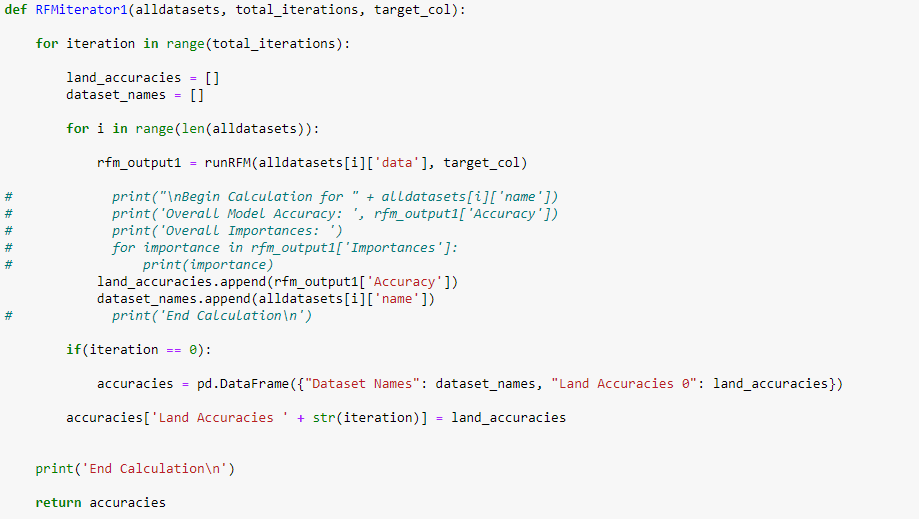 def RFMiterator1(alldatasets, total_iterations, target_col):
    for iteration in range(total_iterations):
        land_accuracies = []
        dataset_names = []
        for i in range(len(alldatasets)):
            rfm_output1 = runRFM(alldatasets[i]['data'], target_col)
#             print("\nBegin Calculation for " + alldatasets[i]['name'])
#             print('Overall Model Accuracy: ', rfm_output1['Accuracy'])
#             print('Overall Importances: ')
#             for importance in rfm_output1['Importances']:
#                 print(importance)
            land_accuracies.append(rfm_output1['Accuracy'])
            dataset_names.append(alldatasets[i]['name'])
#             print('End Calculation\n')
        if(iteration == 0):
            accuracies = pd.DataFrame({"Dataset Names": dataset_names, "Land Accuracies 0": land_accuracies})
        accuracies['Land Accuracies ' + str(iteration)] = land_accuracies
    print('End Calculation\n')
    return accuracies